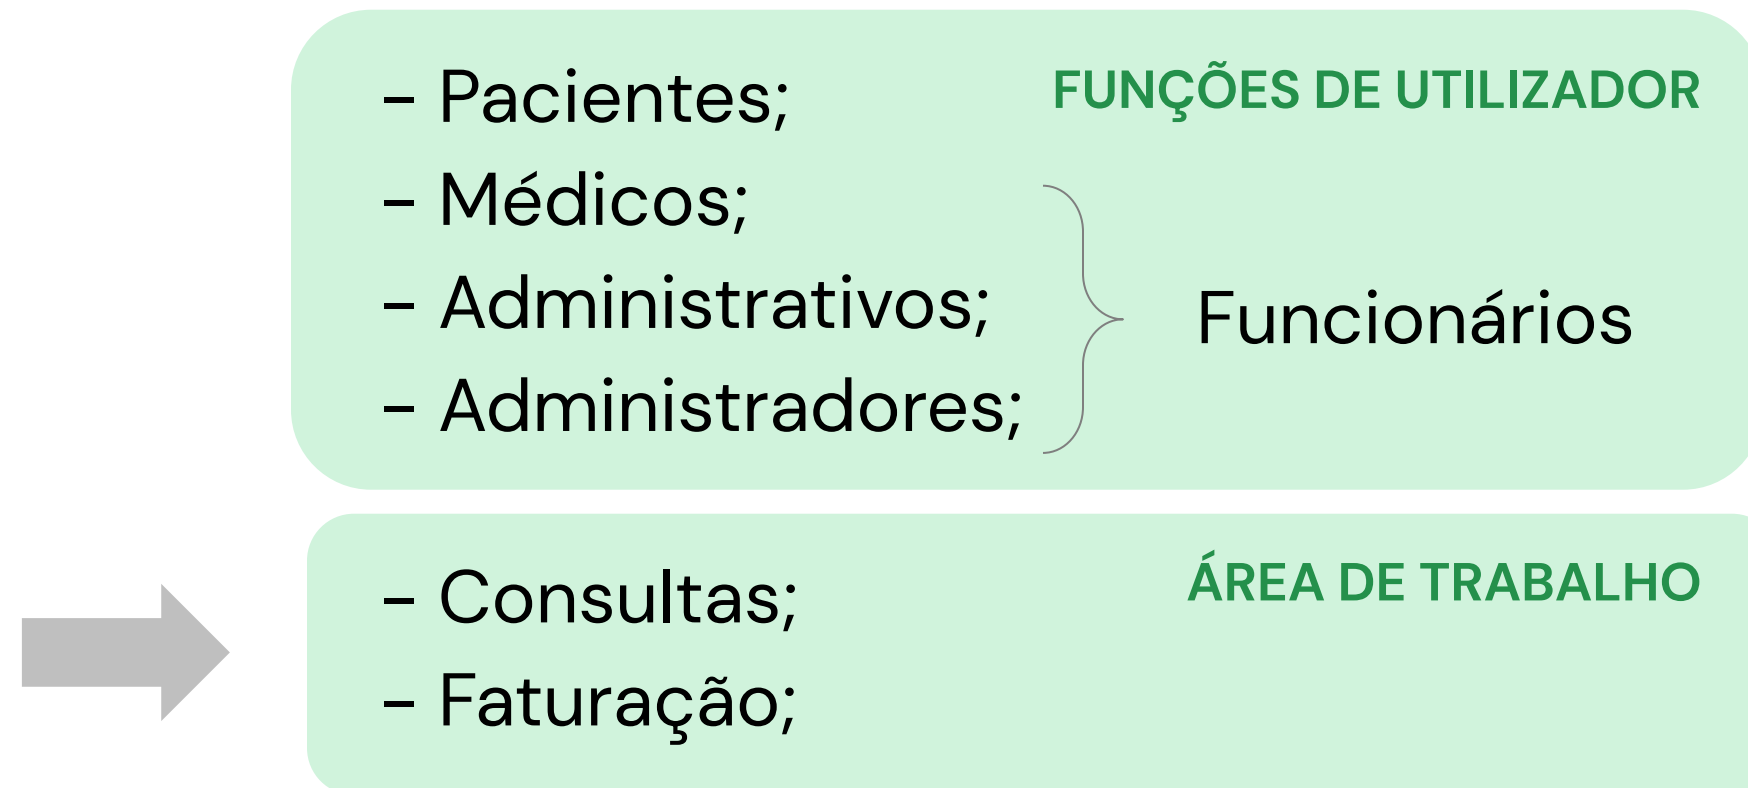 FUNÇÕES DE UTILIZADOR
- Pacientes;
- Médicos;
- Administrativos;
- Administradores;
Funcionários
ÁREA DE TRABALHO
- Consultas;
- Faturação;